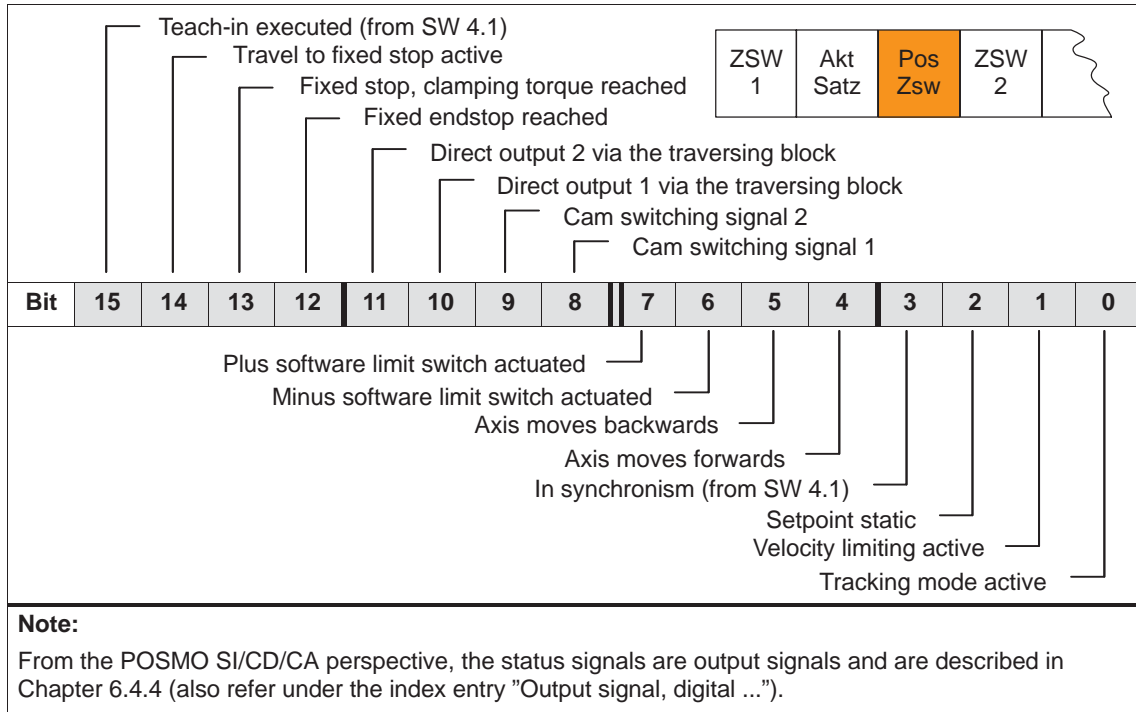 Teach-in executed (from SW 4.1)
Travel to fixed stop active
Fixed stop, clamping torque reached
Fixed endstop reached
Direct output 2 via the traversing block
Direct output 1 via the traversing block
Cam switching signal 2
Cam switching signal 1
ZSW Akt Pos ZSW
1 Satz Zsw 2
Bit 15 14 13 12 11 10 9 8 7 6 5 4 3 2 1 0
Plus software limit switch actuated
Minus software limit switch actuated
Axis moves backwards
Axis moves forwards
In synchronism (from SW 4.1)
Setpoint static
Velocity limiting active
Tracking mode active
Note:
From the POSMO SI/CD/CA perspective, the status signals are output signals and are described in
Chapter 6.4.4 (also refer under the index entry ”Output signal, digital ...”).